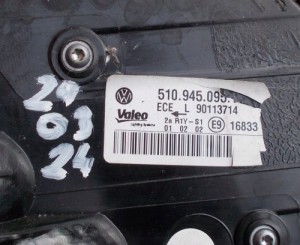 24
03
24
510.945.095.
ECE L 90113714
Valeo
2a R1Y-S1
01 02 02
E9 16833